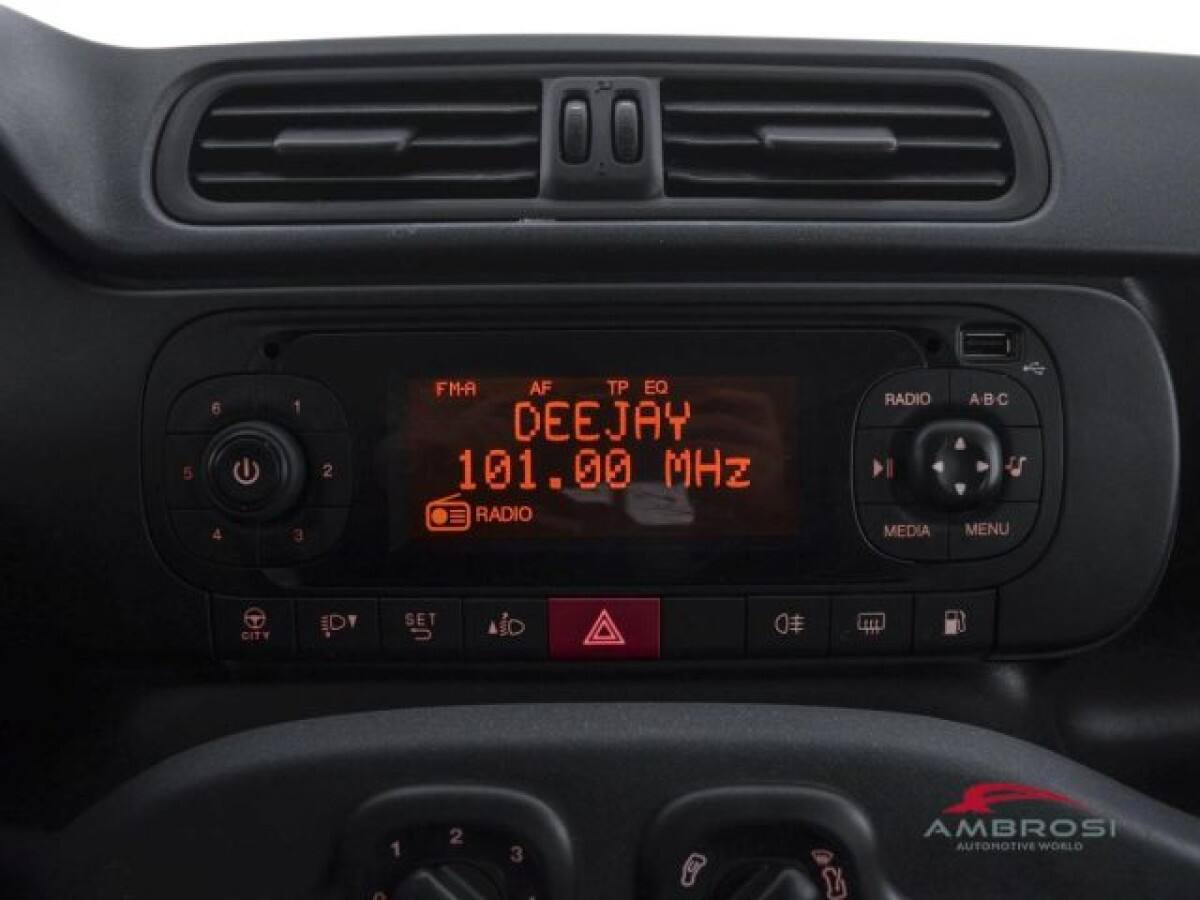 FM-A AF TP EQ
DEEJAY
101.00 MHz
RADIO
6 1
5 2
4 3
RADIO A·B·C
MEDIA MENU
CITY
SET
1 2 3
0
AMBROSI
AUTOMOTIVE WORLD